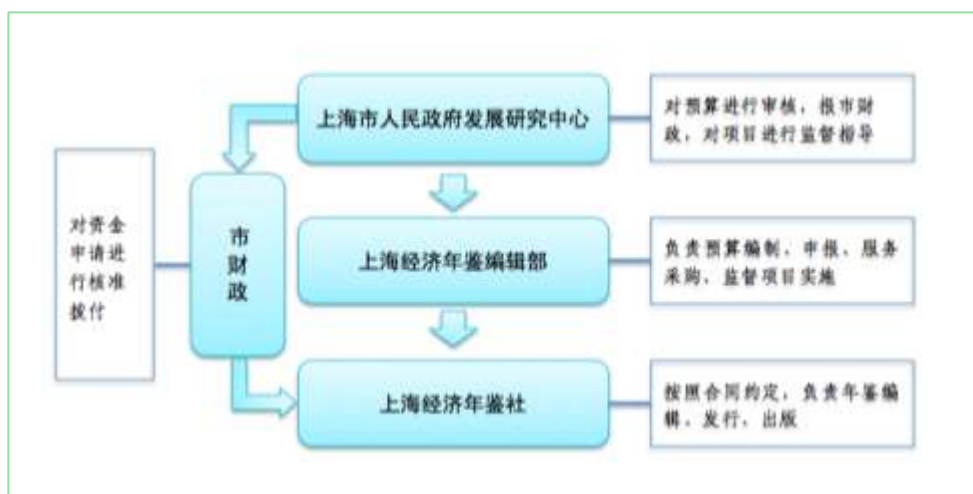 上海市人民政府发展研究中心
对预算进行审核，报市财
政，对项目进行监督指导
对资金
申请进
行核准
拨付
市
财
政
上海经济年鉴编辑部
负责预算编制、申报、服务
采购、监督项目实施
上海经济年鉴社
按照合同约定，负责年鉴编
辑、发行、出版